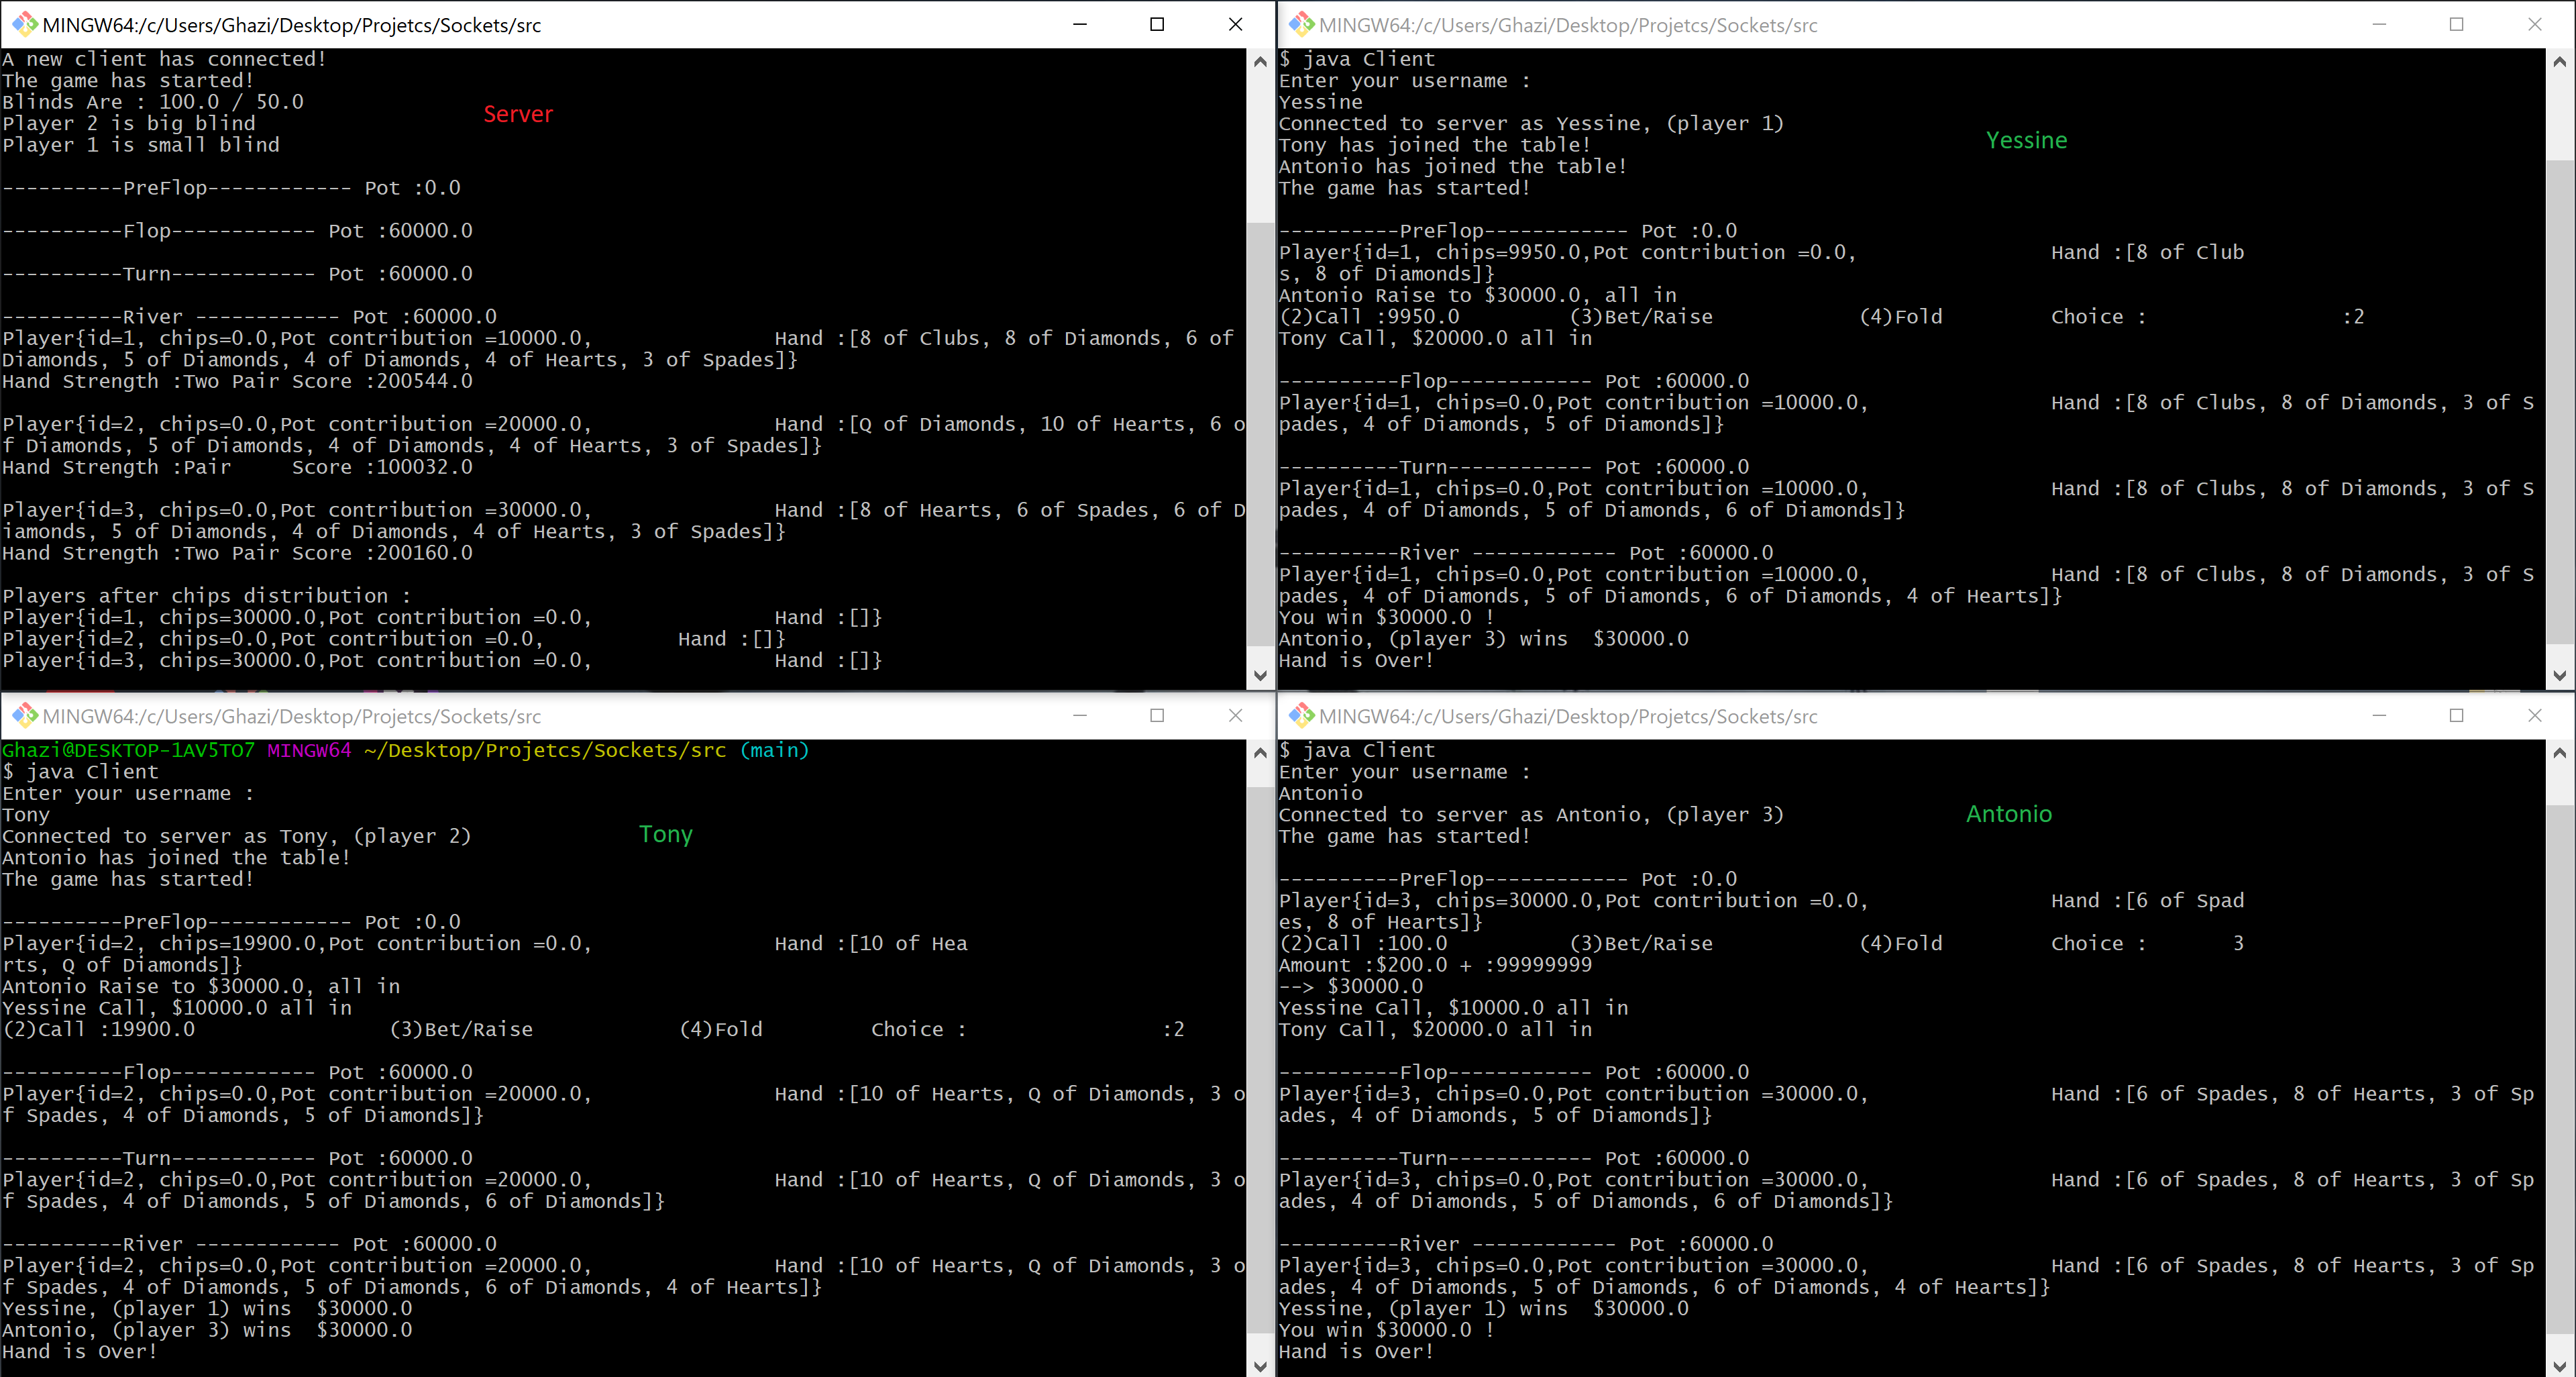 MINGW64:/c/Users/Ghazi/Desktop/Projetcs/Sockets/src
A new client has connected!
The game has started!
Blinds Are : 100.0 / 50.0
Server
Player 2 is big blind
Player 1 is small blind
----------PreFlop------------ Pot :0.0
----------Flop------------ Pot :60000.0
----------Turn------------ Pot :60000.0
----------River ------------ Pot :60000.0
Player{id=1, chips=0.0,Pot contribution =10000.0, Hand :[8 of Clubs, 8 of Diamonds, 6 of
Diamonds, 5 of Diamonds, 4 of Diamonds, 4 of Hearts, 3 of Spades]}
Hand Strength :Two Pair Score :200544.0
Player{id=2, chips=0.0,Pot contribution =20000.0, Hand :[Q of Diamonds, 10 of Hearts, 6 o
f Diamonds, 5 of Diamonds, 4 of Diamonds, 4 of Hearts, 3 of Spades]}
Hand Strength :Pair Score :100032.0
Player{id=3, chips=0.0,Pot contribution =30000.0, Hand :[8 of Hearts, 6 of Spades, 6 of D
iamonds, 5 of Diamonds, 4 of Diamonds, 4 of Hearts, 3 of Spades]}
Hand Strength :Two Pair Score :200160.0
Players after chips distribution :
Player{id=1, chips=30000.0,Pot contribution =0.0, Hand :[]}
Player{id=2, chips=0.0,Pot contribution =0.0, Hand :[]}
Player{id=3, chips=30000.0,Pot contribution =0.0, Hand :[]}
MINGW64:/c/Users/Ghazi/Desktop/Projetcs/Sockets/src
$ java Client
Enter your username :
Yessine
Connected to server as Yessine, (player 1)
Yessine
Tony has joined the table!
Antonio has joined the table!
The game has started!
----------PreFlop------------ Pot :0.0
Player{id=1, chips=9950.0,Pot contribution =0.0, Hand :[8 of Club
s, 8 of Diamonds]}
Antonio Raise to $30000.0, all in
(2)Call :9950.0 (3)Bet/Raise (4)Fold Choice : :2
Tony Call, $20000.0 all in
----------Flop------------ Pot :60000.0
Player{id=1, chips=0.0,Pot contribution =10000.0, Hand :[8 of Clubs, 8 of Diamonds, 3 of S
pades, 4 of Diamonds, 5 of Diamonds]}
----------Turn------------ Pot :60000.0
Player{id=1, chips=0.0,Pot contribution =10000.0, Hand :[8 of Clubs, 8 of Diamonds, 3 of S
pades, 4 of Diamonds, 5 of Diamonds, 6 of Diamonds]}
----------River ------------ Pot :60000.0
Player{id=1, chips=0.0,Pot contribution =10000.0, Hand :[8 of Clubs, 8 of Diamonds, 3 of S
pades, 4 of Diamonds, 5 of Diamonds, 6 of Diamonds, 4 of Hearts]}
You win $30000.0 !
Antonio, (player 3) wins  $30000.0
Hand is Over!
MINGW64:/c/Users/Ghazi/Desktop/Projetcs/Sockets/src
Ghazi@DESKTOP-1AV5TO7 MINGW64 ~/Desktop/Projetcs/Sockets/src (main)
$ java Client
Enter your username :
Tony
Connected to server as Tony, (player 2)
Tony
Antonio has joined the table!
The game has started!
----------PreFlop------------ Pot :0.0
Player{id=2, chips=19900.0,Pot contribution =0.0, Hand :[10 of Hea
rts, Q of Diamonds]}
Antonio Raise to $30000.0, all in
Yessine Call, $10000.0 all in
(2)Call :19900.0 (3)Bet/Raise (4)Fold Choice : :2
----------Flop------------ Pot :60000.0
Player{id=2, chips=0.0,Pot contribution =20000.0, Hand :[10 of Hearts, Q of Diamonds, 3 o
f Spades, 4 of Diamonds, 5 of Diamonds]}
----------Turn------------ Pot :60000.0
Player{id=2, chips=0.0,Pot contribution =20000.0, Hand :[10 of Hearts, Q of Diamonds, 3 o
f Spades, 4 of Diamonds, 5 of Diamonds, 6 of Diamonds]}
----------River ------------ Pot :60000.0
Player{id=2, chips=0.0,Pot contribution =20000.0, Hand :[10 of Hearts, Q of Diamonds, 3 o
f Spades, 4 of Diamonds, 5 of Diamonds, 6 of Diamonds, 4 of Hearts]}
Yessine, (player 1) wins  $30000.0
Antonio, (player 3) wins  $30000.0
Hand is Over!
MINGW64:/c/Users/Ghazi/Desktop/Projetcs/Sockets/src
$ java Client
Enter your username :
Antonio
Connected to server as Antonio, (player 3)
Antonio
The game has started!
----------PreFlop------------ Pot :0.0
Player{id=3, chips=30000.0,Pot contribution =0.0, Hand :[6 of Spad
es, 8 of Hearts]}
(2)Call :100.0 (3)Bet/Raise (4)Fold Choice : 3
Amount :$200.0 + :99999999
--> $30000.0
Yessine Call, $10000.0 all in
Tony Call, $20000.0 all in
----------Flop------------ Pot :60000.0
Player{id=3, chips=0.0,Pot contribution =30000.0, Hand :[6 of Spades, 8 of Hearts, 3 of Sp
ades, 4 of Diamonds, 5 of Diamonds]}
----------Turn------------ Pot :60000.0
Player{id=3, chips=0.0,Pot contribution =30000.0, Hand :[6 of Spades, 8 of Hearts, 3 of Sp
ades, 4 of Diamonds, 5 of Diamonds, 6 of Diamonds]}
----------River ------------ Pot :60000.0
Player{id=3, chips=0.0,Pot contribution =30000.0, Hand :[6 of Spades, 8 of Hearts, 3 of Sp
ades, 4 of Diamonds, 5 of Diamonds, 6 of Diamonds, 4 of Hearts]}
Yessine, (player 1) wins  $30000.0
You win $30000.0 !
Hand is Over!